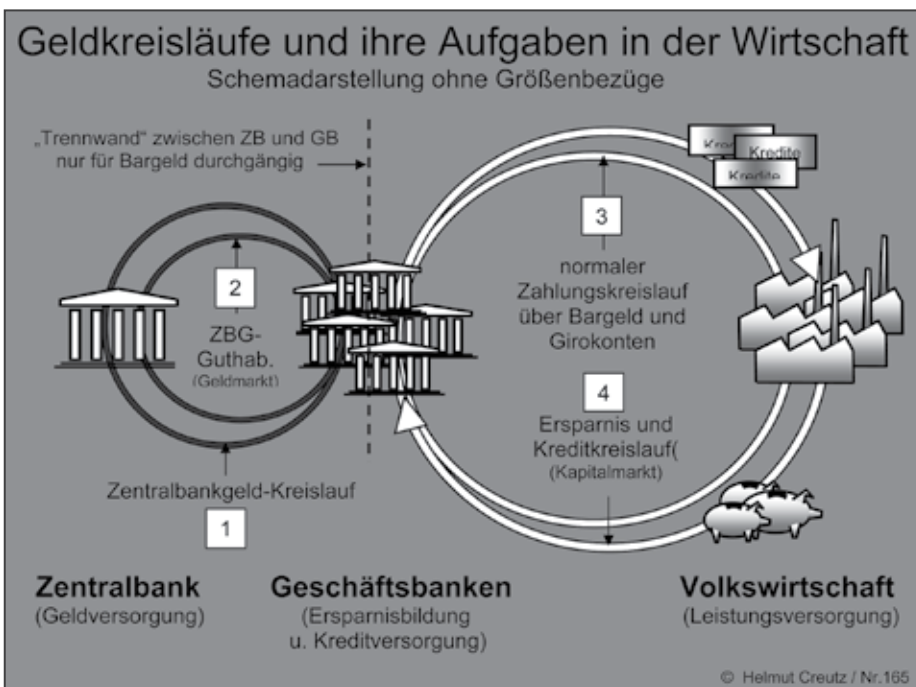 Geldkreisläufe und ihre Aufgaben in der Wirtschaft
Schemadarstellung ohne Größenbezüge
„Trennwand“ zwischen ZB und GB
nur für Bargeld durchgängig
Kredite
Kredite
3
normaler
Zahlungskreislauf
über Bargeld und
Girokonten
2
ZBG-
Guthab.
(Geldmarkt)
4
Ersparnis und
Kreditkreislauf(
(Kapitalmarkt)
Zentralbankgeld-Kreislauf
1
Zentralbank
(Geldversorgung)
Geschäftsbanken
(Ersparnisbildung
u. Kreditversorgung)
Volkswirtschaft
(Leistungsversorgung)
© Helmut Creutz / Nr.165